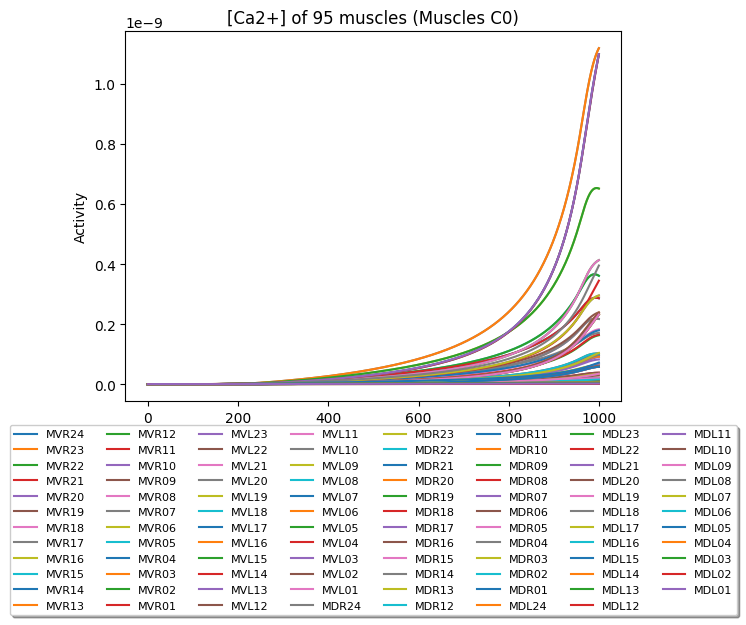 [Ca2+] of 95 muscles (Muscles C0)
1e−9
1.0
0.8
0.6
0.4
0.2
0.0
Activity
0 200 400 600 800 1000
MVR24 MVR12 MVL23 MVL11 MDR23 MDR11 MDL23 MDL11
MVR23 MVR11 MVL22 MVL10 MDR22 MDR10 MDL22 MDL10
MVR22 MVR10 MVL21 MVL09 MDR21 MDR09 MDL21 MDL09
MVR21 MVR09 MVL20 MVL08 MDR20 MDR08 MDL20 MDL08
MVR20 MVR08 MVL19 MVL07 MDR19 MDR07 MDL19 MDL07
MVR19 MVR07 MVL18 MVL06 MDR18 MDR06 MDL18 MDL06
MVR18 MVR06 MVL17 MVL05 MDR17 MDR05 MDL17 MDL05
MVR17 MVR05 MVL16 MVL04 MDR16 MDR04 MDL16 MDL04
MVR16 MVR04 MVL15 MVL03 MDR15 MDR03 MDL15 MDL03
MVR15 MVR03 MVL14 MVL02 MDR14 MDR02 MDL14 MDL02
MVR14 MVR02 MVL13 MVL01 MDR13 MDR01 MDL13 MDL01
MVR13 MVR01 MVL12 MDR24 MDR12 MDL24 MDL12